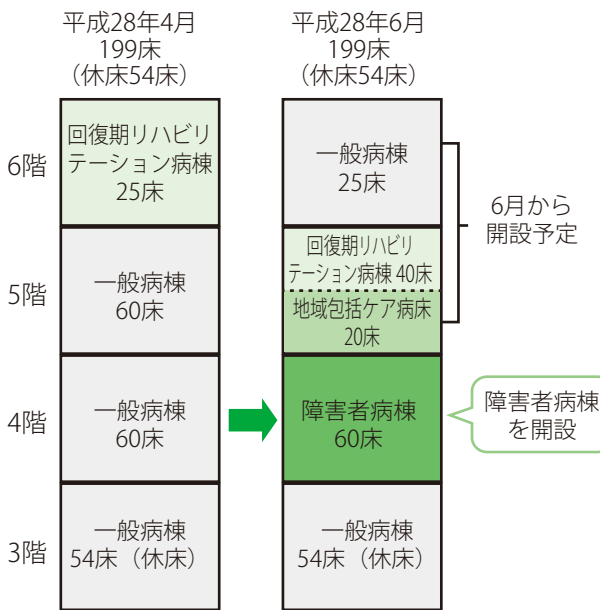 平成28年4月
199床
（休床54床）
平成28年6月
199床
（休床54床）
6階
回復期リハビリ
テーション病棟
25床
一般病棟
25床
6月から
開設予定
5階
一般病棟
60床
回復期リハビリ
テーション病棟 40床
地域包括ケア病床
20床
4階
一般病棟
60床
障害者病棟
60床
障害者病棟
を開設
3階
一般病棟
54床（休床）
一般病棟
54床（休床）